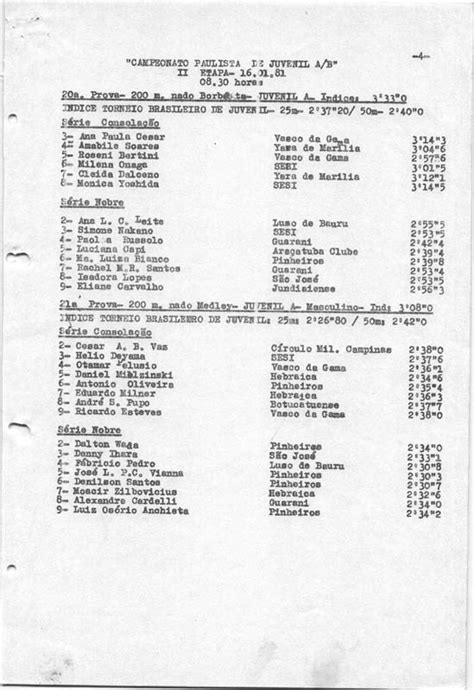 -4-
"CAMPEONATO PAULISTA DE JUVENIL A/B"
II ETAPA- 16.01.81
08.30 horas
20a. Prova- 200 m. nado Borboleta- JUVENIL A- Indice: 3'33"0
INDICE TORNEIO BRASILEIRO DE JUVENIL- 25m- 2'37"20/ 50m- 2'40"0
Série Consolação
3- Ana Paula Cesar Vasco da Gama 3'14"3
4- Amabile Soares Yara de Marilia 3'04"6
5- Roseni Bertini Vasco da Gama 2'57"6
6- Milena Onaga SESI 3'01"5
7- Cleida Dalceno Yara de Marilia 3'12"1
8- Monica Yoshida SESI 3'14"5
Série Nobre
2- Ana L. C. Leite Luso de Bauru 2'55"5
3- Simone Nakano SESI 2'53"5
4- Paola Russolo Guarani 2'42"4
5- Luciana Capi Araçatuba Clube 2'39"4
6- Ma. Luiza Bianco Pinheiros 2'39"8
7- Rachel M.R. Santos Guarani 2'53"4
8- Isadora Lopes São José 2'53"5
9- Eliane Carvalho Jundiaiense 2'56"3
21a Prova- 200 m. nado Medley- JUVENIL A- Masculino- Ind: 3'08"0
INDICE TORNEIO BRASILEIRO DE JUVENIL: 25m: 2'26"80 / 50m: 2'42"0
Série Consolação
2- Cesar A. B. Vaz Círculo Mil. Campinas 2'38"0
3- Helio Deyama SESI 2'37"6
4- Otamar Telusio Vasco da Gama 2'36"1
5- Daniel Milszinski Hebraica 2'34"6
6- Antonio Oliveira Pinheiros 2'35"4
7- Eduardo Milner Hebraica 2'36"3
8- André S. Pupo Botucatuense 2'37"7
9- Ricardo Esteves Vasco da Gama 2'38"0
Série Nobre
2- Dalton Wada Pinheiros 2'34"0
3- Denny Ihara São José 2'33"1
4- Fábricio Pedro Luso de Bauru 2'30"8
5- José L. P.C. Vianna Pinheiros 2'30"3
6- Denilson Santos Pinheiros 2'30"7
7- Moacir Zilbovicius Hebraica 2'32"6
8- Alexandre Cardelli Guarani 2'34"0
9- Luiz Osório Anchieta Pinheiros 2'34"2